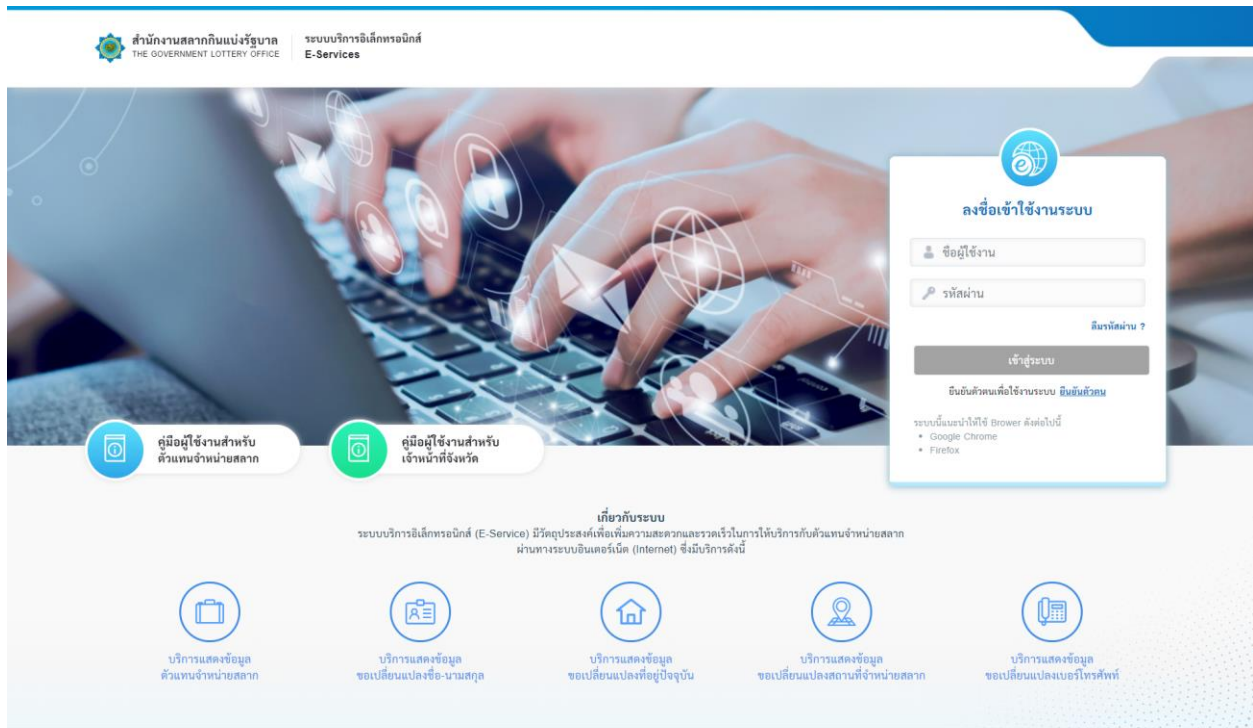 สำนักงานสลากกินแบ่งรัฐบาล
THE GOVERNMENT LOTTERY OFFICE
ระบบบริการอิเล็กทรอนิกส์
E-Services
ลงชื่อเข้าใช้งานระบบ
ชื่อผู้ใช้งาน
รหัสผ่าน
ลืมรหัสผ่าน ?
เข้าสู่ระบบ
ยืนยันตัวตนเพื่อใช้งานระบบ ยืนยันตัวตน
ระบบนี้แนะนำให้ใช้ Brower ดังต่อไปนี้
• Google Chrome
• Firefox
คู่มือผู้ใช้งานสำหรับ
ตัวแทนจำหน่ายสลาก
คู่มือผู้ใช้งานสำหรับ
เจ้าหน้าที่จังหวัด
เกี่ยวกับระบบ
ระบบบริการอิเล็กทรอนิกส์ (E-Service) มีวัตถุประสงค์เพื่อเพิ่มความสะดวกและรวดเร็วในการให้บริการกับตัวแทนจำหน่ายสลาก
ผ่านทางระบบอินเตอร์เน็ต (Internet) ซึ่งมีบริการดังนี้
บริการแสดงข้อมูล
ตัวแทนจำหน่ายสลาก
บริการแสดงข้อมูล
ขอเปลี่ยนแปลงชื่อ-นามสกุล
บริการแสดงข้อมูล
ขอเปลี่ยนแปลงที่อยู่ปัจจุบัน
บริการแสดงข้อมูล
ขอเปลี่ยนแปลงสถานที่จำหน่ายสลาก
บริการแสดงข้อมูล
ขอเปลี่ยนแปลงเบอร์โทรศัพท์